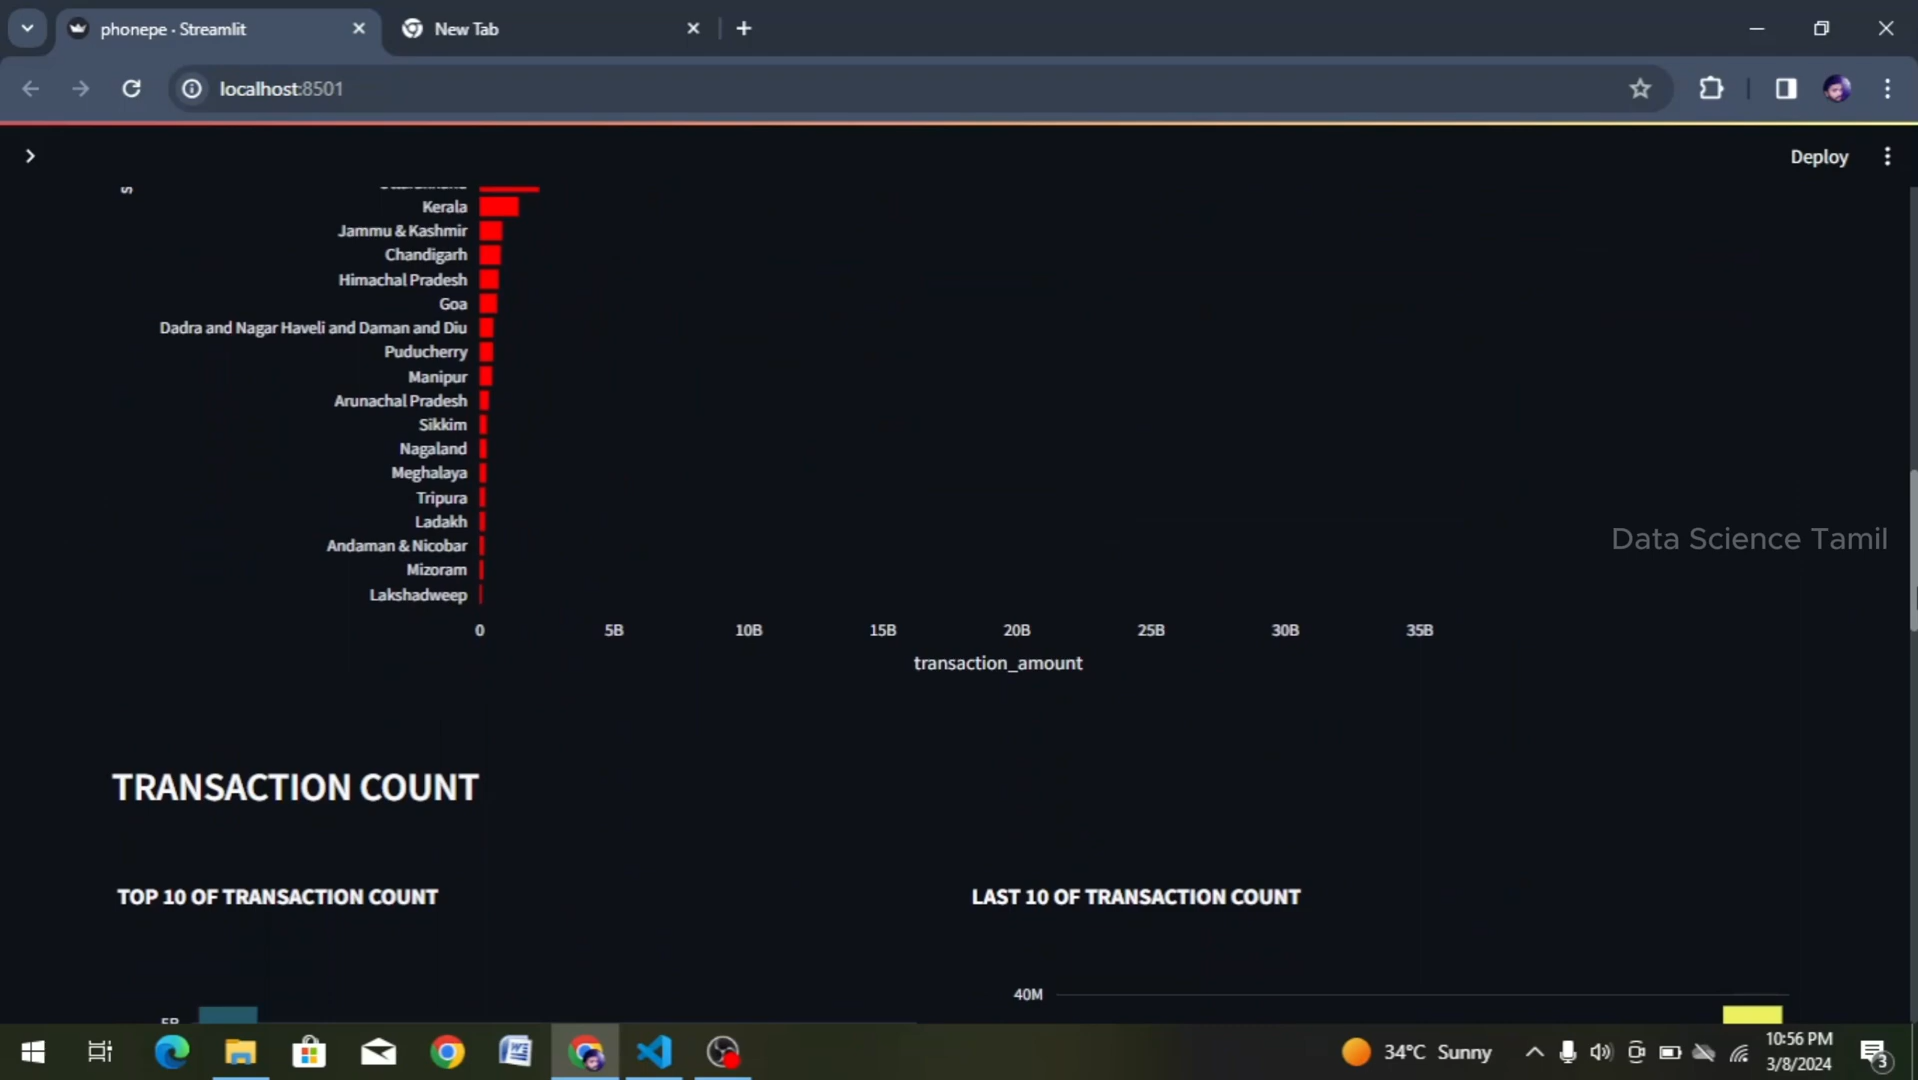 phonepe · Streamlit
New Tab
localhost:8501
Deploy
Kerala
Jammu & Kashmir
Chandigarh
Himachal Pradesh
Goa
Dadra and Nagar Haveli and Daman and Diu
Puducherry
Manipur
Arunachal Pradesh
Sikkim
Nagaland
Meghalaya
Tripura
Ladakh
Data Science Tamil
Andaman & Nicobar
Mizoram
Lakshadweep
0 5B 10B 15B 20B 25B 30B 35B
transaction_amount
TRANSACTION COUNT
TOP 10 OF TRANSACTION COUNT
LAST 10 OF TRANSACTION COUNT
40M
34°C Sunny
10:56 PM
3/8/2024
3